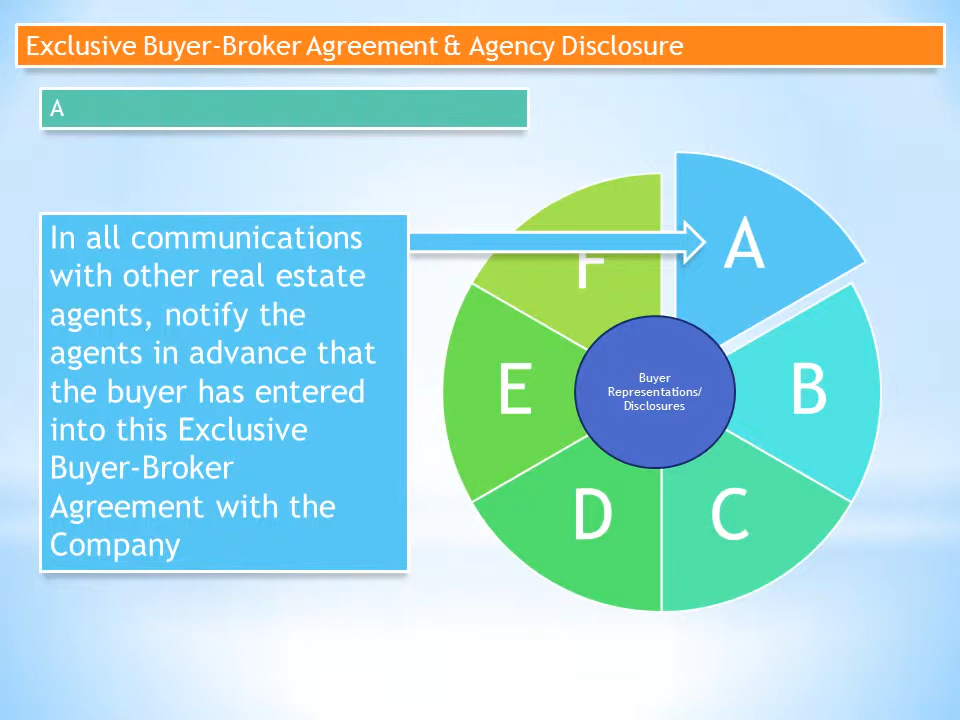 Exclusive Buyer-Broker Agreement & Agency Disclosure
A
In all communications
with other real estate
agents, notify the
agents in advance that
the buyer has entered
into this Exclusive
Buyer-Broker
Agreement with the
Company
A
B
C
D
E
F
Buyer
Representations/
Disclosures